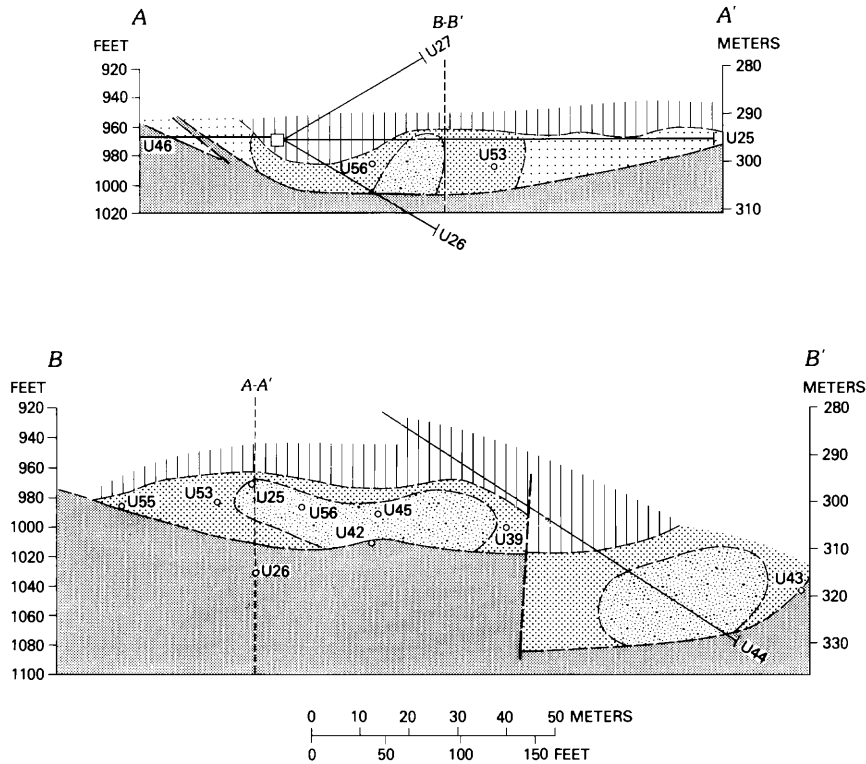 A B-B' A'
FEET U27 METERS
920 280
940
960 290
U46 U25
980 U56 U53 300
1000
1020 310
U26
B B'
FEET A-A' METERS
920 280
940
960 290
980 U55 U53 U25 300
1000 U56 U45
U42 U39 310
1020
U26
1040 U43 320
1060
1080 U44 330
1100
0 10 20 30 40 50 METERS
0 50 100 150 FEET